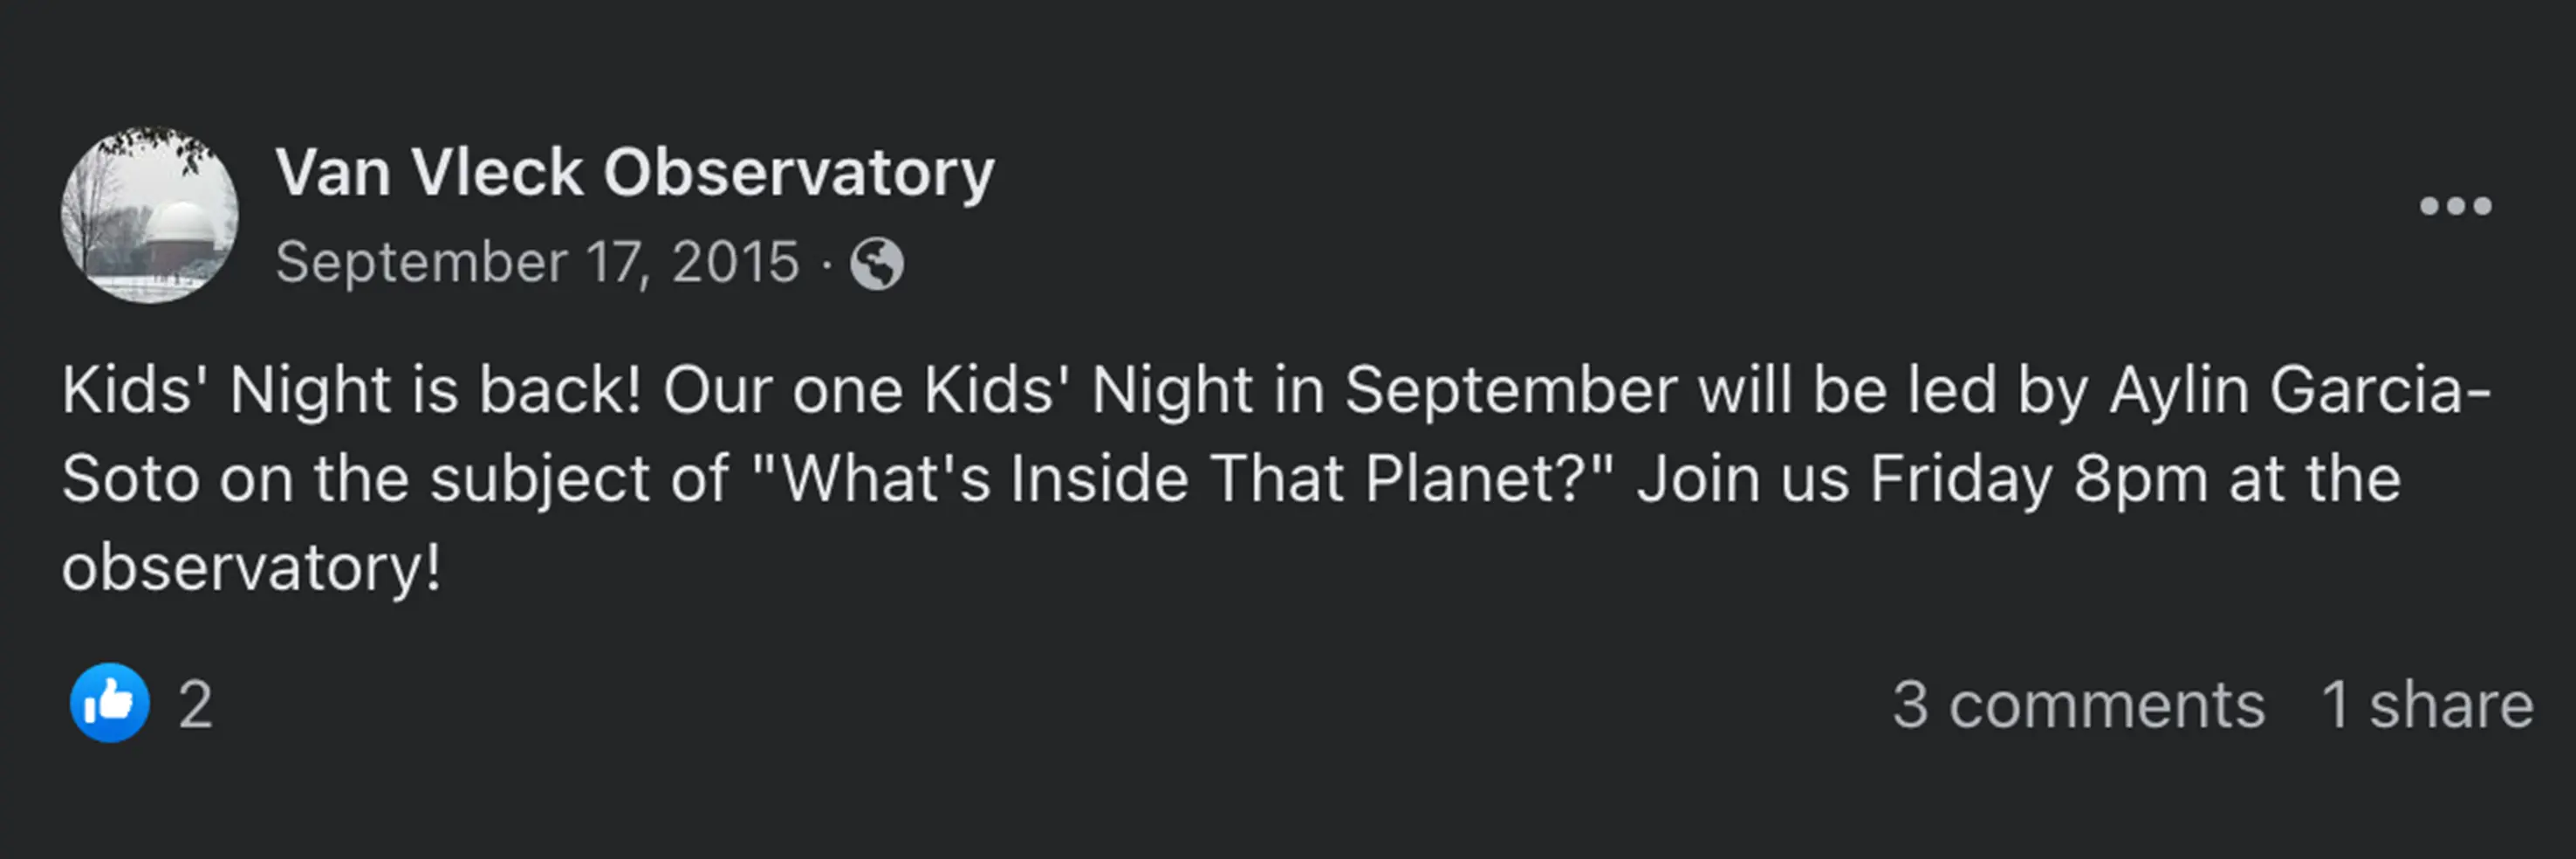 Van Vleck Observatory
September 17, 2015 ·
Kids' Night is back! Our one Kids' Night in September will be led by Aylin Garcia-
Soto on the subject of "What's Inside That Planet?" Join us Friday 8pm at the
observatory!
2
3 comments 1 share